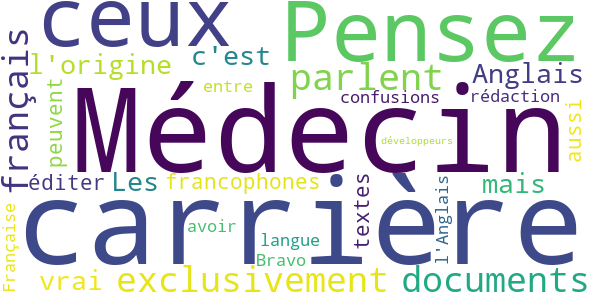 ceux
Pensez
français
l'origine
c'est
parlent
Anglais
entre
confusions
rédaction
peuvent
aussi
Médecin
développeurs
éditer
Les
francophones
textes
mais
carrière
Française
avoir
langue
l'Anglais
Bravo
vrai
exclusivement
documents